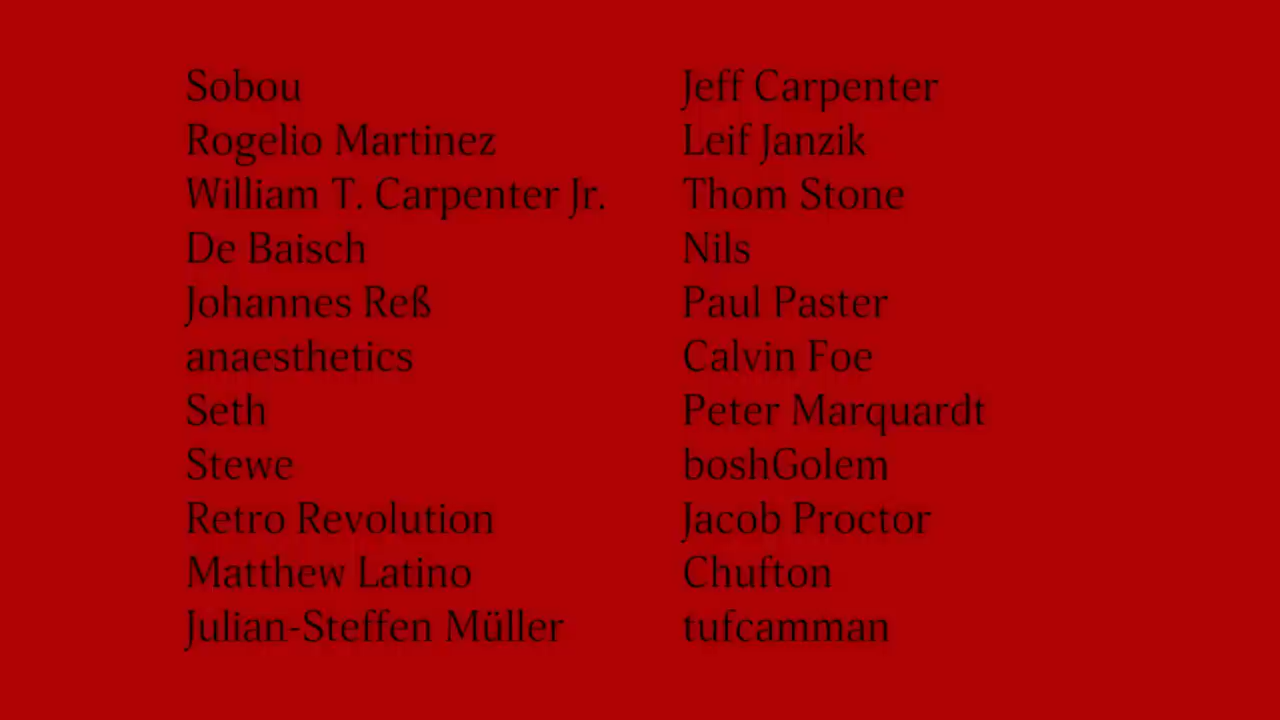 Sobou
Rogelio Martinez
William T. Carpenter Jr.
De Baisch
Johannes Reß
anaesthetics
Seth
Stewe
Retro Revolution
Matthew Latino
Julian-Steffen Müller
Jeff Carpenter
Leif Janzik
Thom Stone
Nils
Paul Paster
Calvin Foe
Peter Marquardt
boshGolem
Jacob Proctor
Chufton
tufcamman